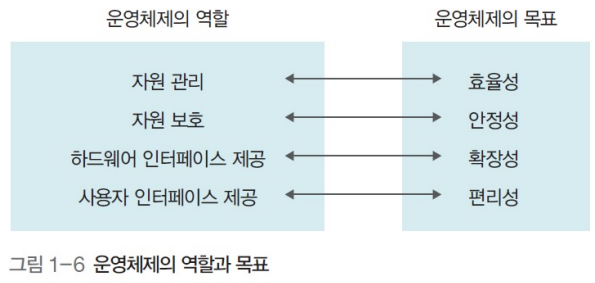 운영체제의 역할 운영체제의 목표
자원 관리 효율성
자원 보호 안정성
하드웨어 인터페이스 제공 확장성
사용자 인터페이스 제공 편리성
그림 1-6 운영체제의 역할과 목표